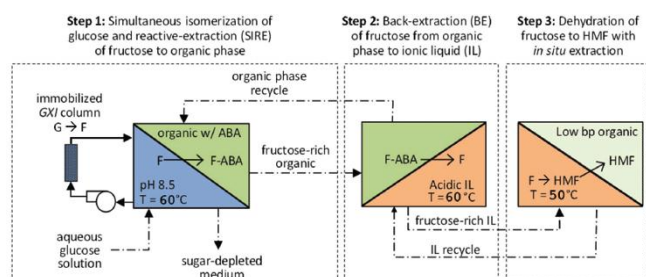 Step 1: Simultaneous isomerization of
glucose and reactive-extraction (SIRE)
of fructose to organic phase
Step 2: Back-extraction (BE)
of fructose from organic
phase to ionic liquid (IL)
Step 3: Dehydration of
fructose to HMF with
in situ extraction
immobilized
GXI column
G → F
organic phase
recycle
organic w/ ABA
F → F-ABA
pH 8.5
T = 60°C
fructose-rich
organic
aqueous
glucose
solution
sugar-depleted
medium
F-ABA → F
Acidic IL
T = 60°C
fructose-rich IL
IL recycle
Low bp organic
F → HMF → HMF
T = 50°C